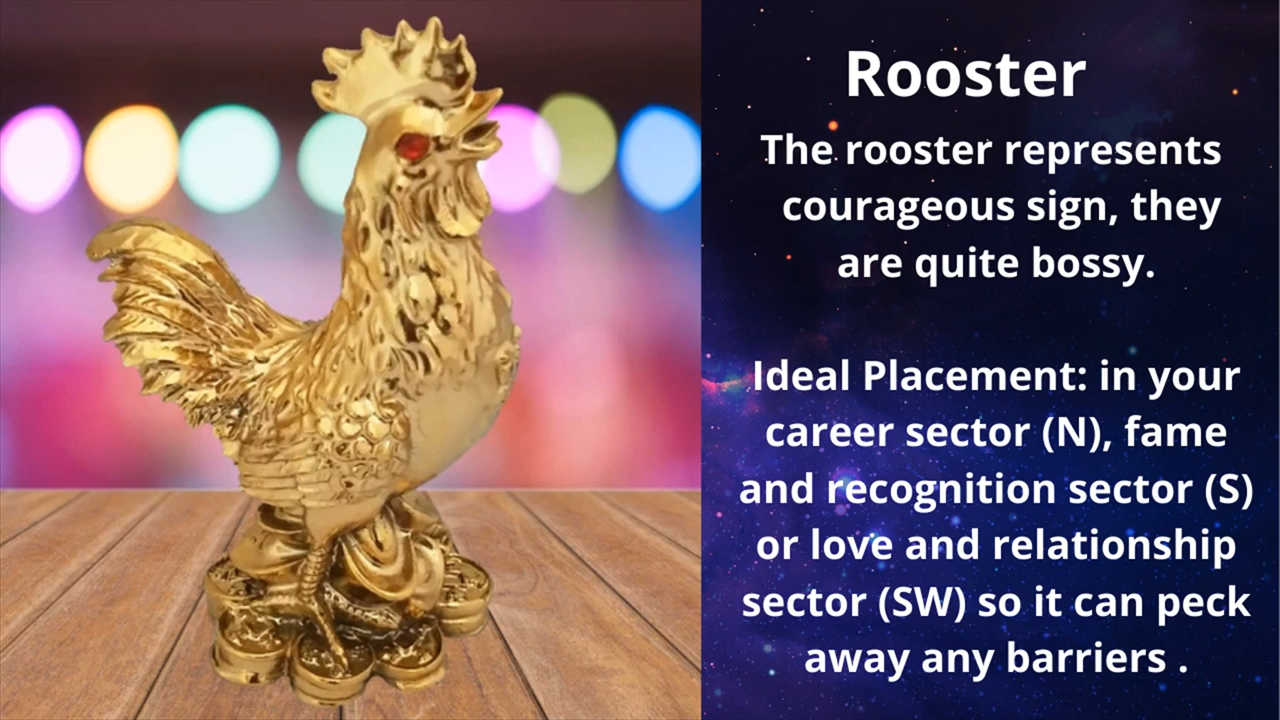 Rooster
The rooster represents
courageous sign, they
are quite bossy.
Ideal Placement: in your
career sector (N), fame
and recognition sector (S)
or love and relationship
sector (SW) so it can peck
away any barriers .